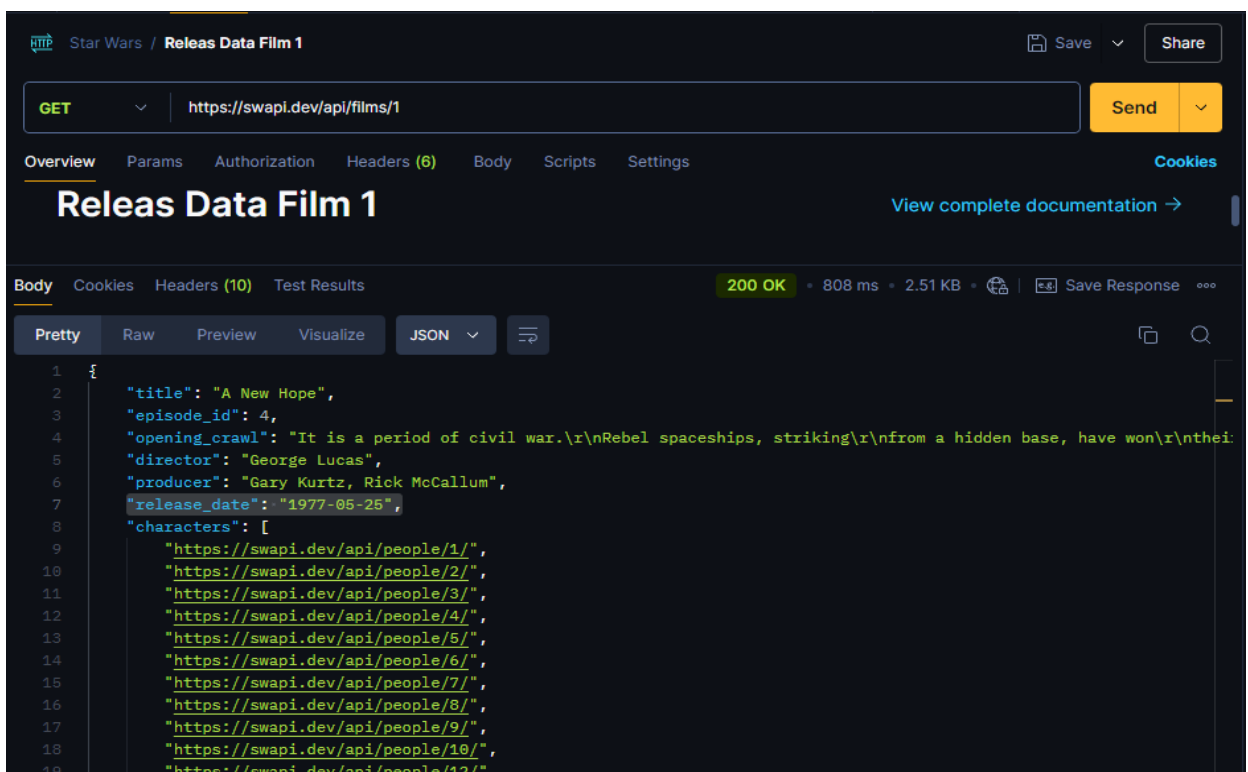 HTTP Star Wars / Releas Data Film 1 Save Share
GET https://swapi.dev/api/films/1 Send
Overview Params Authorization Headers (6) Body Scripts Settings Cookies
Releas Data Film 1 View complete documentation →
Body Cookies Headers (10) Test Results 200 OK • 808 ms • 2.51 KB • e.g. Save Response
Pretty Raw Preview Visualize JSON
1 {
2 "title": "A New Hope",
3 "episode_id": 4,
4 "opening_crawl": "It is a period of civil war.\r\nRebel spaceships, striking\r\nfrom a hidden base, have won\r\nthei
5 "director": "George Lucas",
6 "producer": "Gary Kurtz, Rick McCallum",
7 "release_date": "1977-05-25",
8 "characters": [
9 "https://swapi.dev/api/people/1/",
10 "https://swapi.dev/api/people/2/",
11 "https://swapi.dev/api/people/3/",
12 "https://swapi.dev/api/people/4/",
13 "https://swapi.dev/api/people/5/",
14 "https://swapi.dev/api/people/6/",
15 "https://swapi.dev/api/people/7/",
16 "https://swapi.dev/api/people/8/",
17 "https://swapi.dev/api/people/9/",
18 "https://swapi.dev/api/people/10/",
19 "https://swapi.dev/api/people/12/"